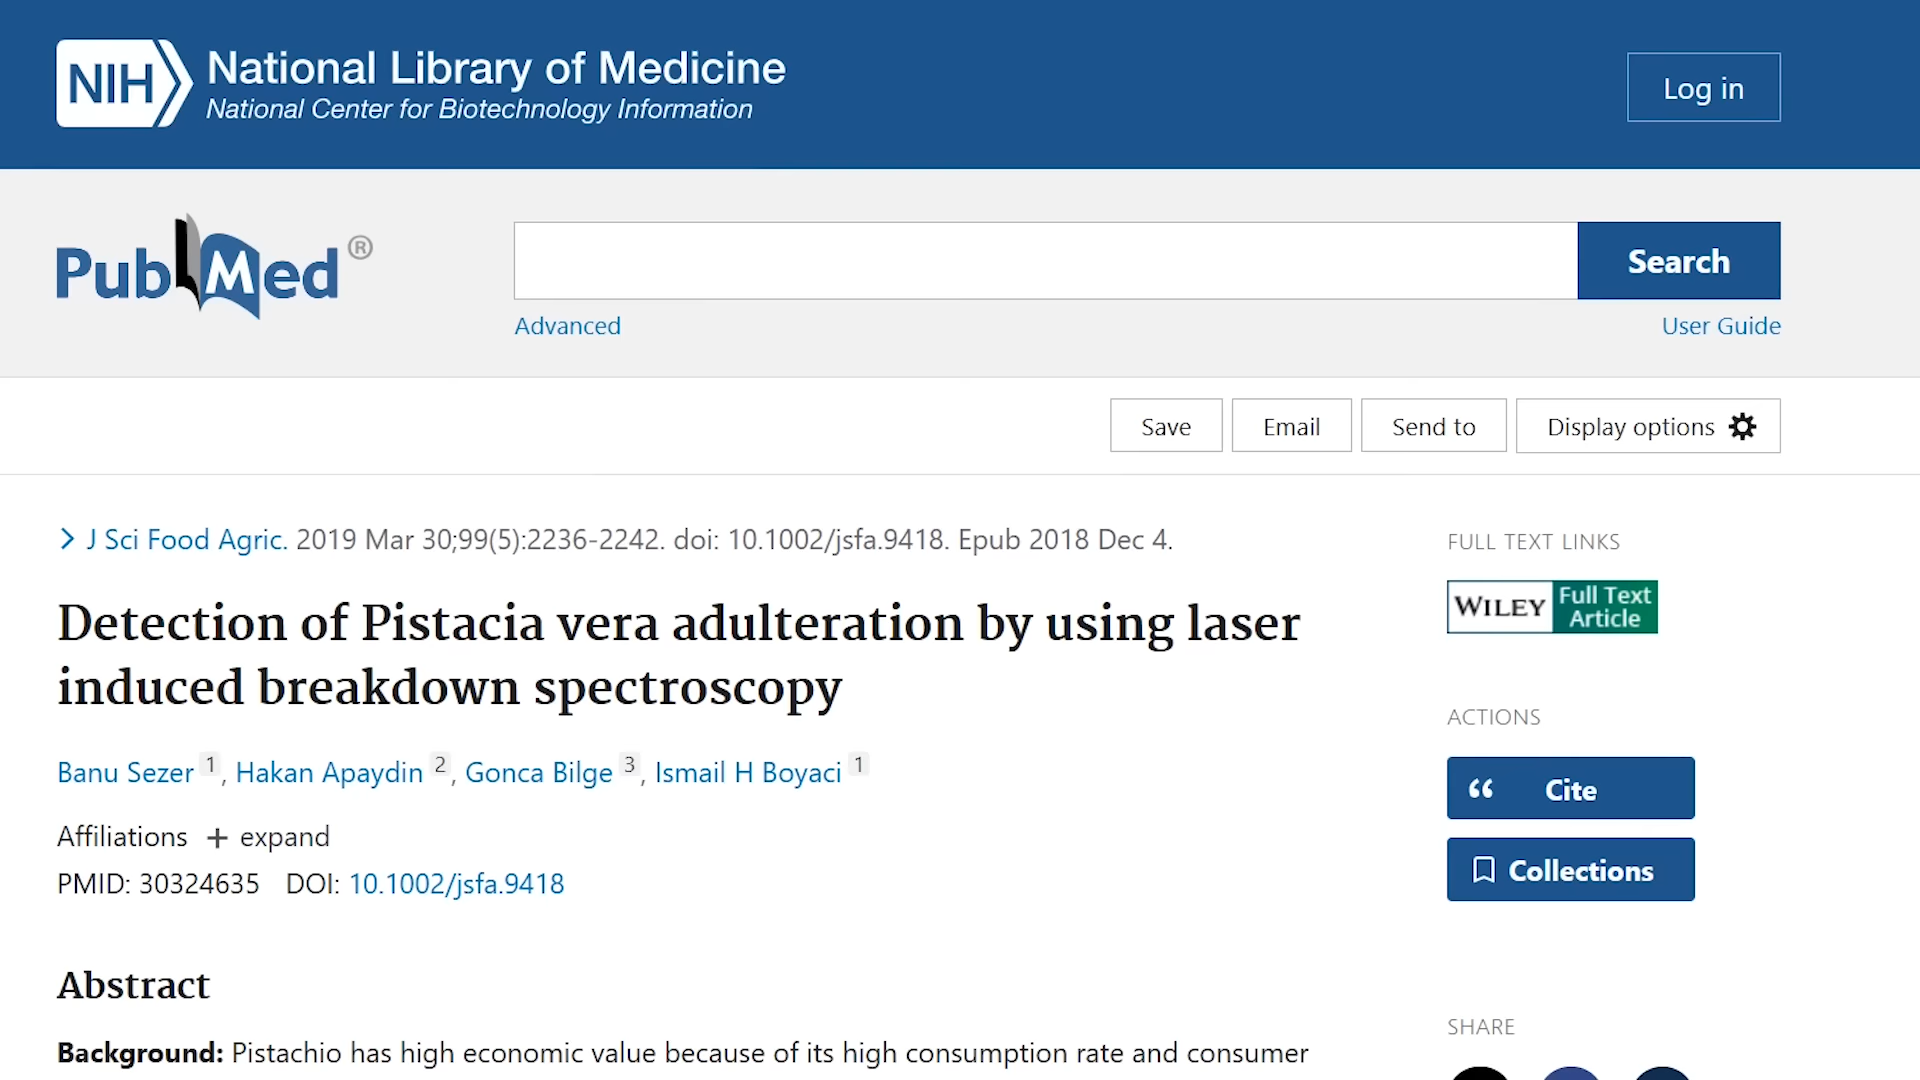 NIH National Library of Medicine
National Center for Biotechnology Information
Log in
PubMed®
Search
Advanced
User Guide
Save
Email
Send to
Display options
J Sci Food Agric. 2019 Mar 30;99(5):2236-2242. doi: 10.1002/jsfa.9418. Epub 2018 Dec 4.
Detection of Pistacia vera adulteration by using laser
induced breakdown spectroscopy
Banu Sezer 1, Hakan Apaydin 2, Gonca Bilge 3, Ismail H Boyaci 1
Affiliations + expand
PMID: 30324635 DOI: 10.1002/jsfa.9418
Abstract
Background: Pistachio has high economic value because of its high consumption rate and consumer
FULL TEXT LINKS
WILEY Full Text
Article
ACTIONS
“ Cite
Collections
SHARE